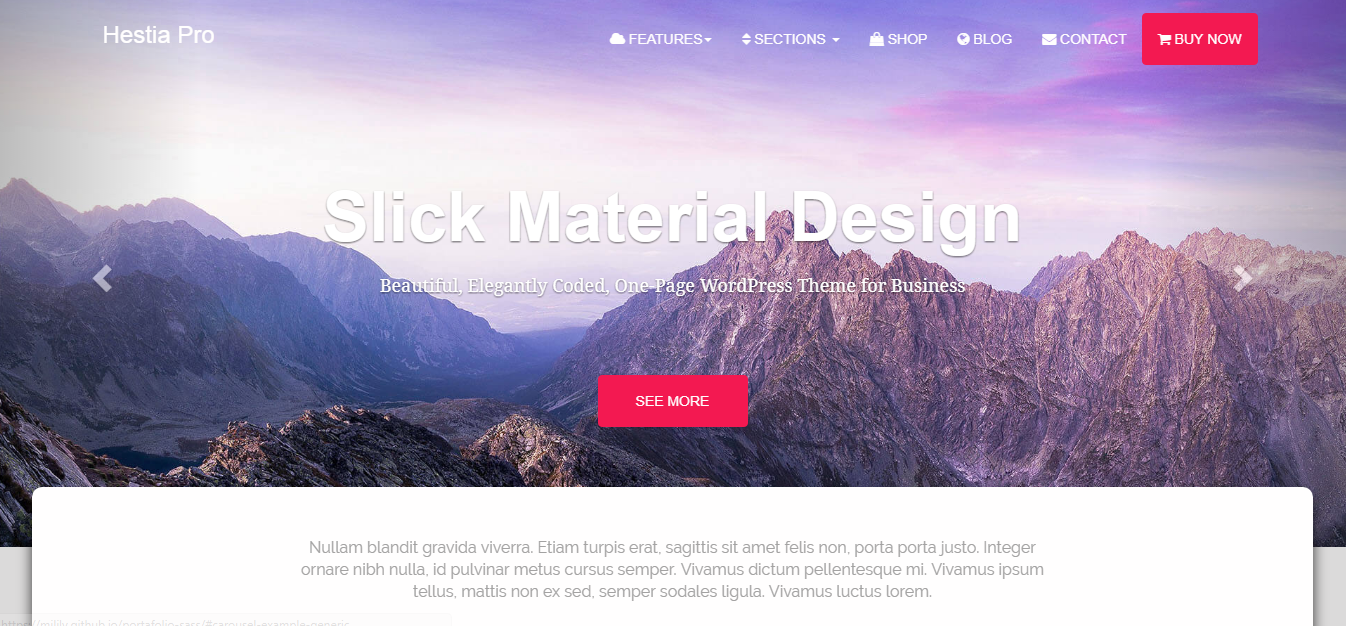 Hestia Pro
FEATURES SECTIONS SHOP BLOG CONTACT BUY NOW
Slick Material Design
Beautiful, Elegantly Coded, One-Page WordPress Theme for Business
SEE MORE
Nullam blandit gravida viverra. Etiam turpis erat, sagittis sit amet felis non, porta porta justo. Integer
ornare nibh nulla, id pulvinar metus cursus semper. Vivamus dictum pellentesque mi. Vivamus ipsum
tellus, mattis non ex sed, semper sodales ligula. Vivamus luctus lorem.